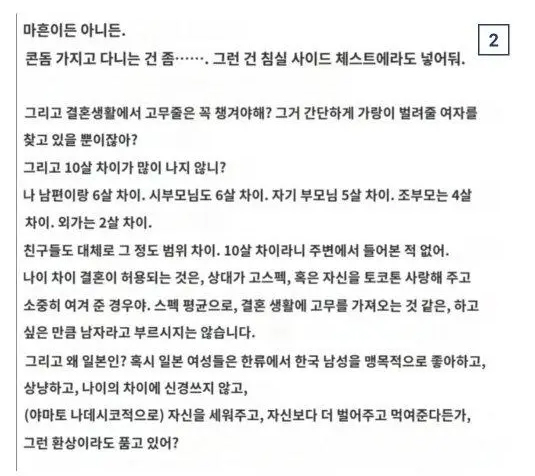 마흔이든 아니든.
2
콘돔 가지고 다니는 건 좀……. 그런 건 침실 사이드 체스트에라도 넣어둬.
그리고 결혼생활에서 고무줄은 꼭 챙겨야해? 그거 간단하게 가랑이 벌려줄 여자를
찾고 있을 뿐이잖아?
그리고 10살 차이가 많이 나지 않니?
나 남편이랑 6살 차이. 시부모님도 6살 차이. 자기 부모님 5살 차이. 조부모는 4살
차이. 외가는 2살 차이.
친구들도 대체로 그 정도 범위 차이. 10살 차이라니 주변에서 들어본 적 없어.
나이 차이 결혼이 허용되는 것은, 상대가 고스펙, 혹은 자신을 토코톤 사랑해 주고
소중히 여겨 준 경우야. 스펙 평균으로, 결혼 생활에 고무를 가져오는 것 같은, 하고
싶은 만큼 남자라고 부르시지는 않습니다.
그리고 왜 일본인? 혹시 일본 여성들은 한류에서 한국 남성을 맹목적으로 좋아하고,
상냥하고, 나이의 차이에 신경쓰지 않고,
(야마토 나데시코적으로) 자신을 세워주고, 자신보다 더 벌어주고 먹여준다든가,
그런 환상이라도 품고 있어?